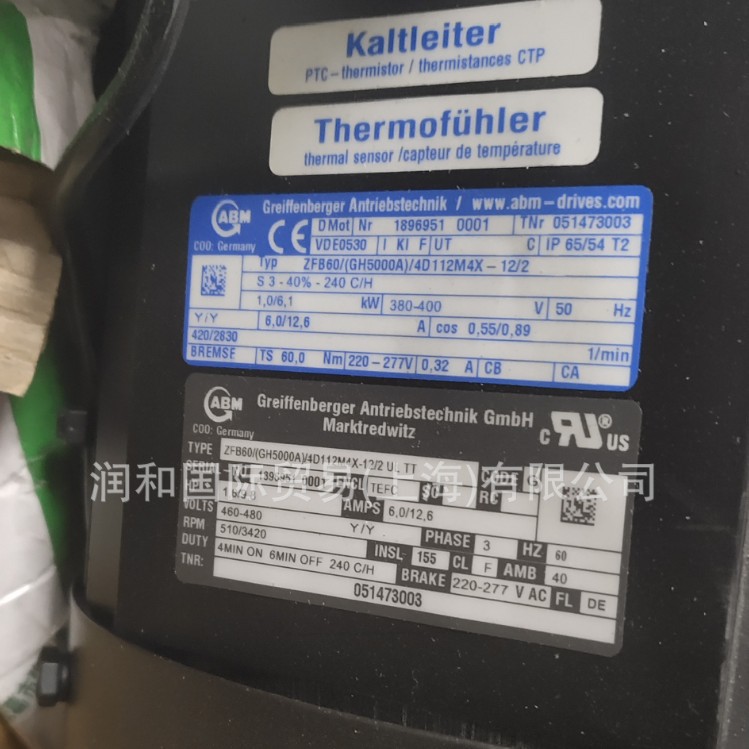 Kaltleiter
PTC-thermistor / thermistances CTP
Thermofühler
thermal sensor /capteur de température
ABM
Greiffenberger Antriebstechnik / www.abm-drives.com
COO: Germany
CE
D Mot Nr 1896951 0001 TNr 051473003
VDE0530 I KI F UT C IP 65/54 T2
Typ ZFB60/(GH5000A)/4D112M4X-12/2
S 3 - 40% - 240 C/H
1,0/6,1 kW 380-400 V 50 Hz
Y/Y 6,0/12,6 A cos 0,55/0,89
420/2830 1/min
BREMSE TS 60,0 Nm 220-277V 0,32 A CB CA
ABM
Greiffenberger Antriebstechnik GmbH
Marktredwitz
COO: Germany
c RU ® US
TYPE ZFB60/(GH5000A)/4D112M4X-12/2 U. TT
SERIAL
润和国际贸易(上海)有限公司
TEFC
VOLTS 460-480 Y/Y AMPS 6,0/12,6
RPM 510/3420 PHASE 3 HZ 60
DUTY 4MIN ON 6MIN OFF 240 C/H INSL 155 CL F AMB 40
TNR: 051473003 BRAKE 220-277 V AC FL DE